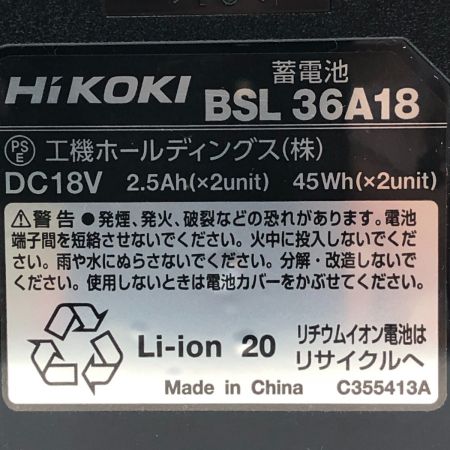 蓄電池
HiKOKI BSL 36A18
PSE 工機ホールディングス(株)
DC18V 2.5Ah(×2unit) 45Wh(×2unit)
⚠警告 ●発煙、発火、破裂などの恐れがあります。電池
端子間を短絡させないでください。火中に投入しないでくだ
さい。雨や水にぬらさないでください。分解・改造しないで
ください。使用しないときは電池カバーをかぶせてください。
Li-ion 20
リチウムイオン電池は
リサイクルへ
Made in China C355413A